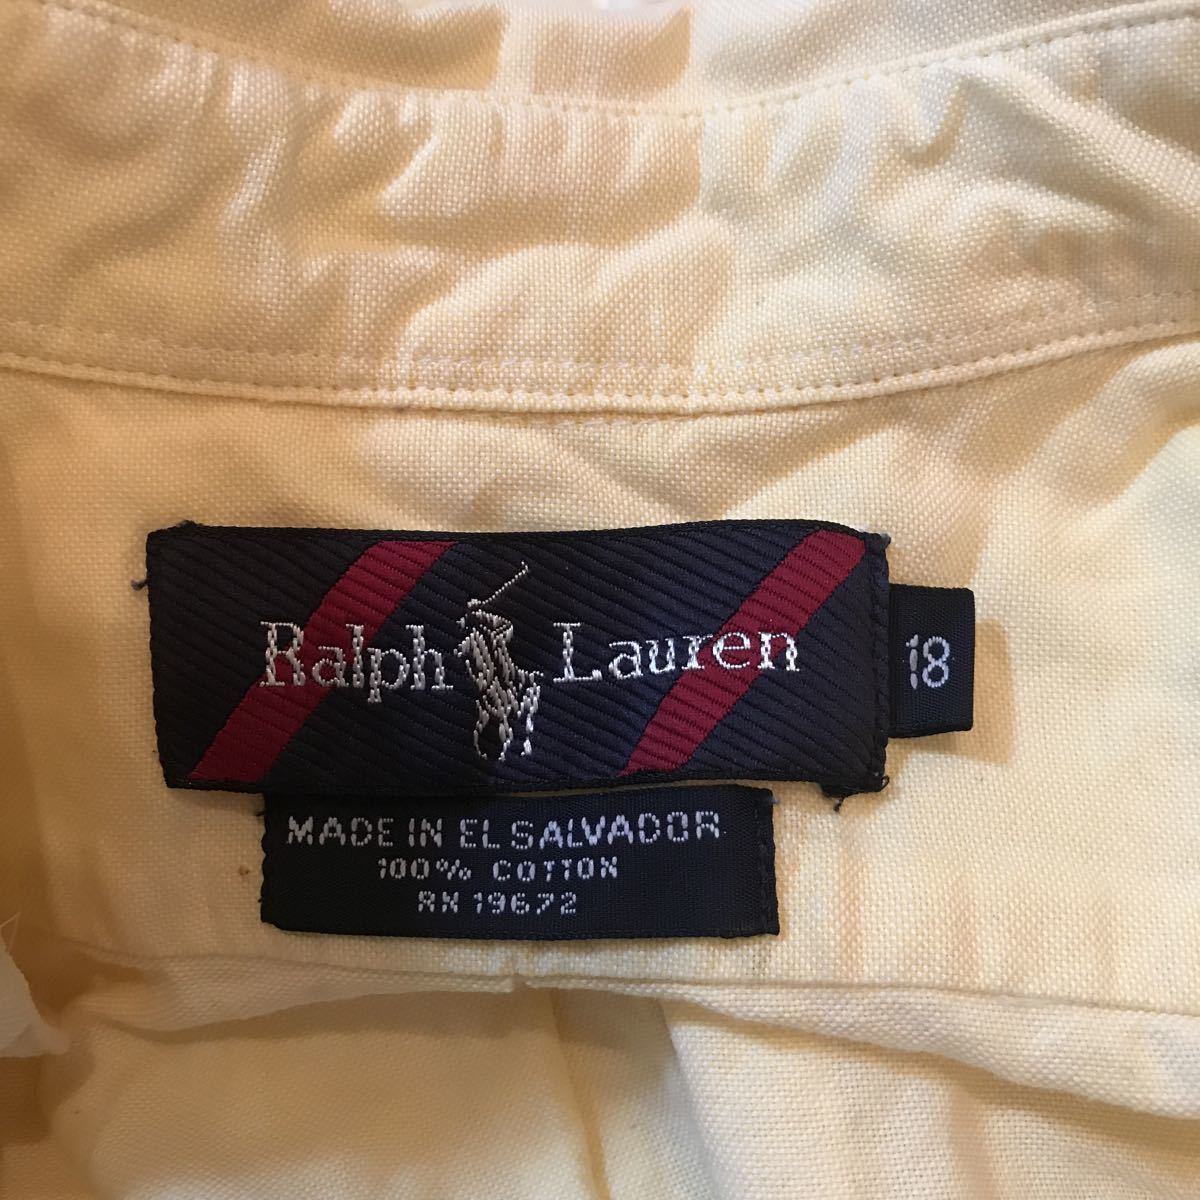 Ralph Lauren
18
MADE IN EL SALVADOR
100% COTTON
RN 19672